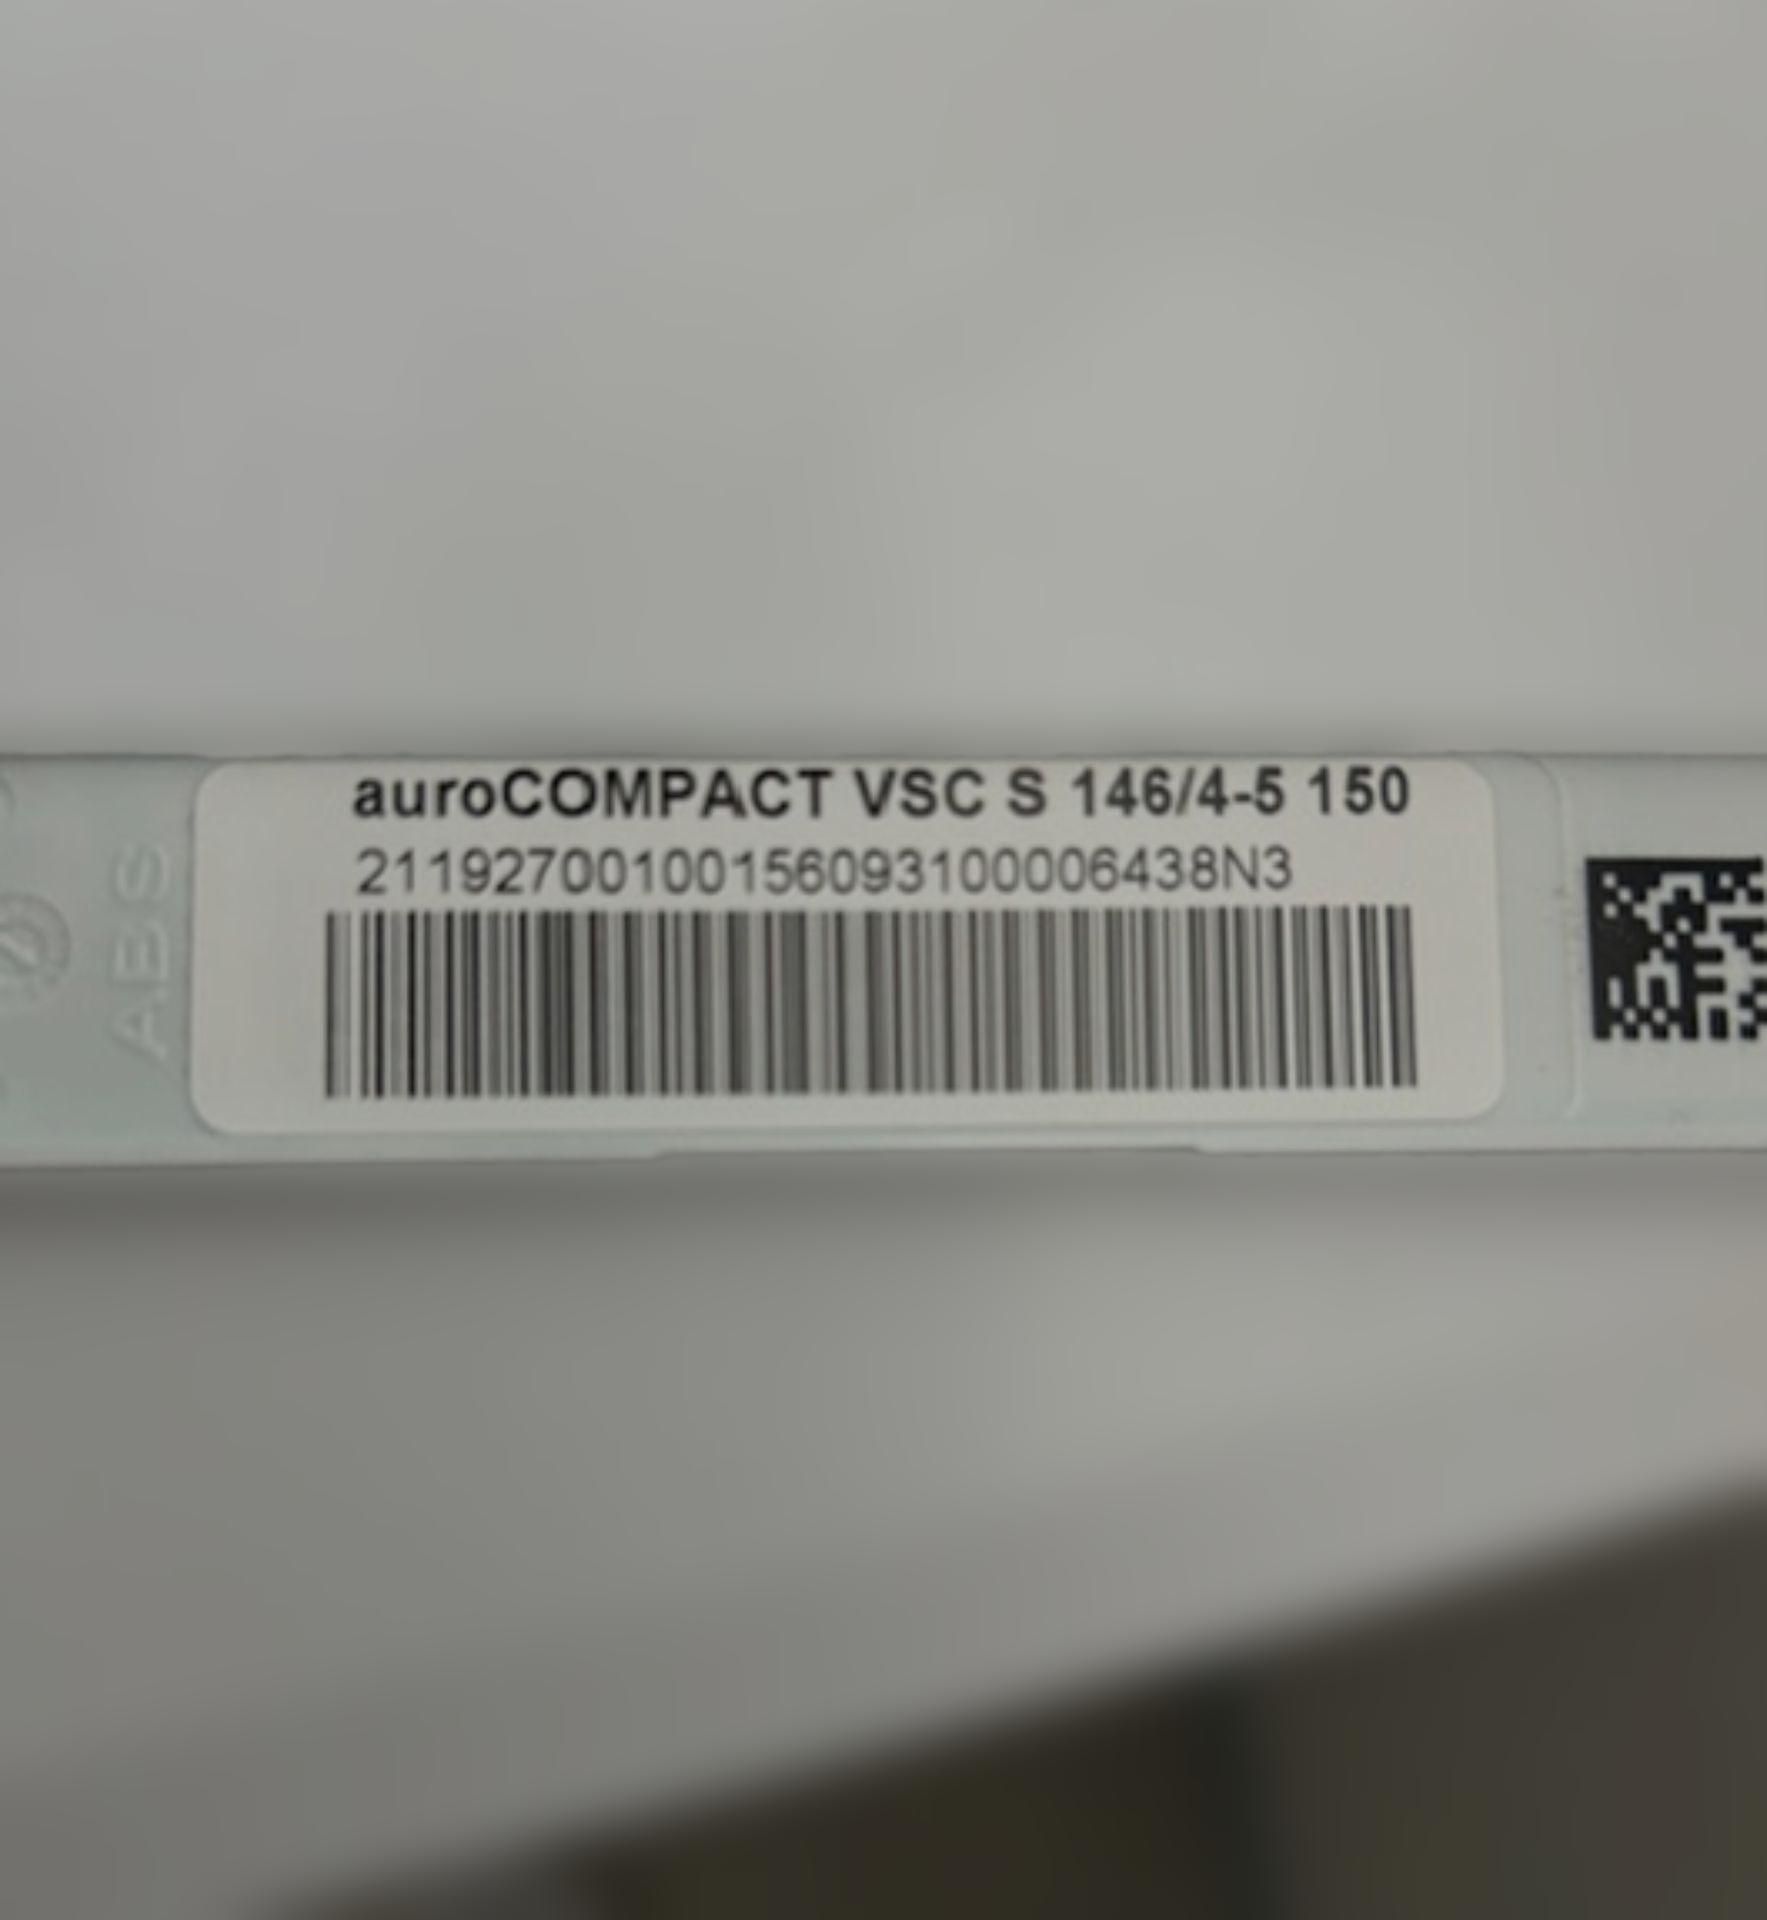 auroCOMPACT VSC S 146/4-5 150
21192700100156093100006438N3
ABS